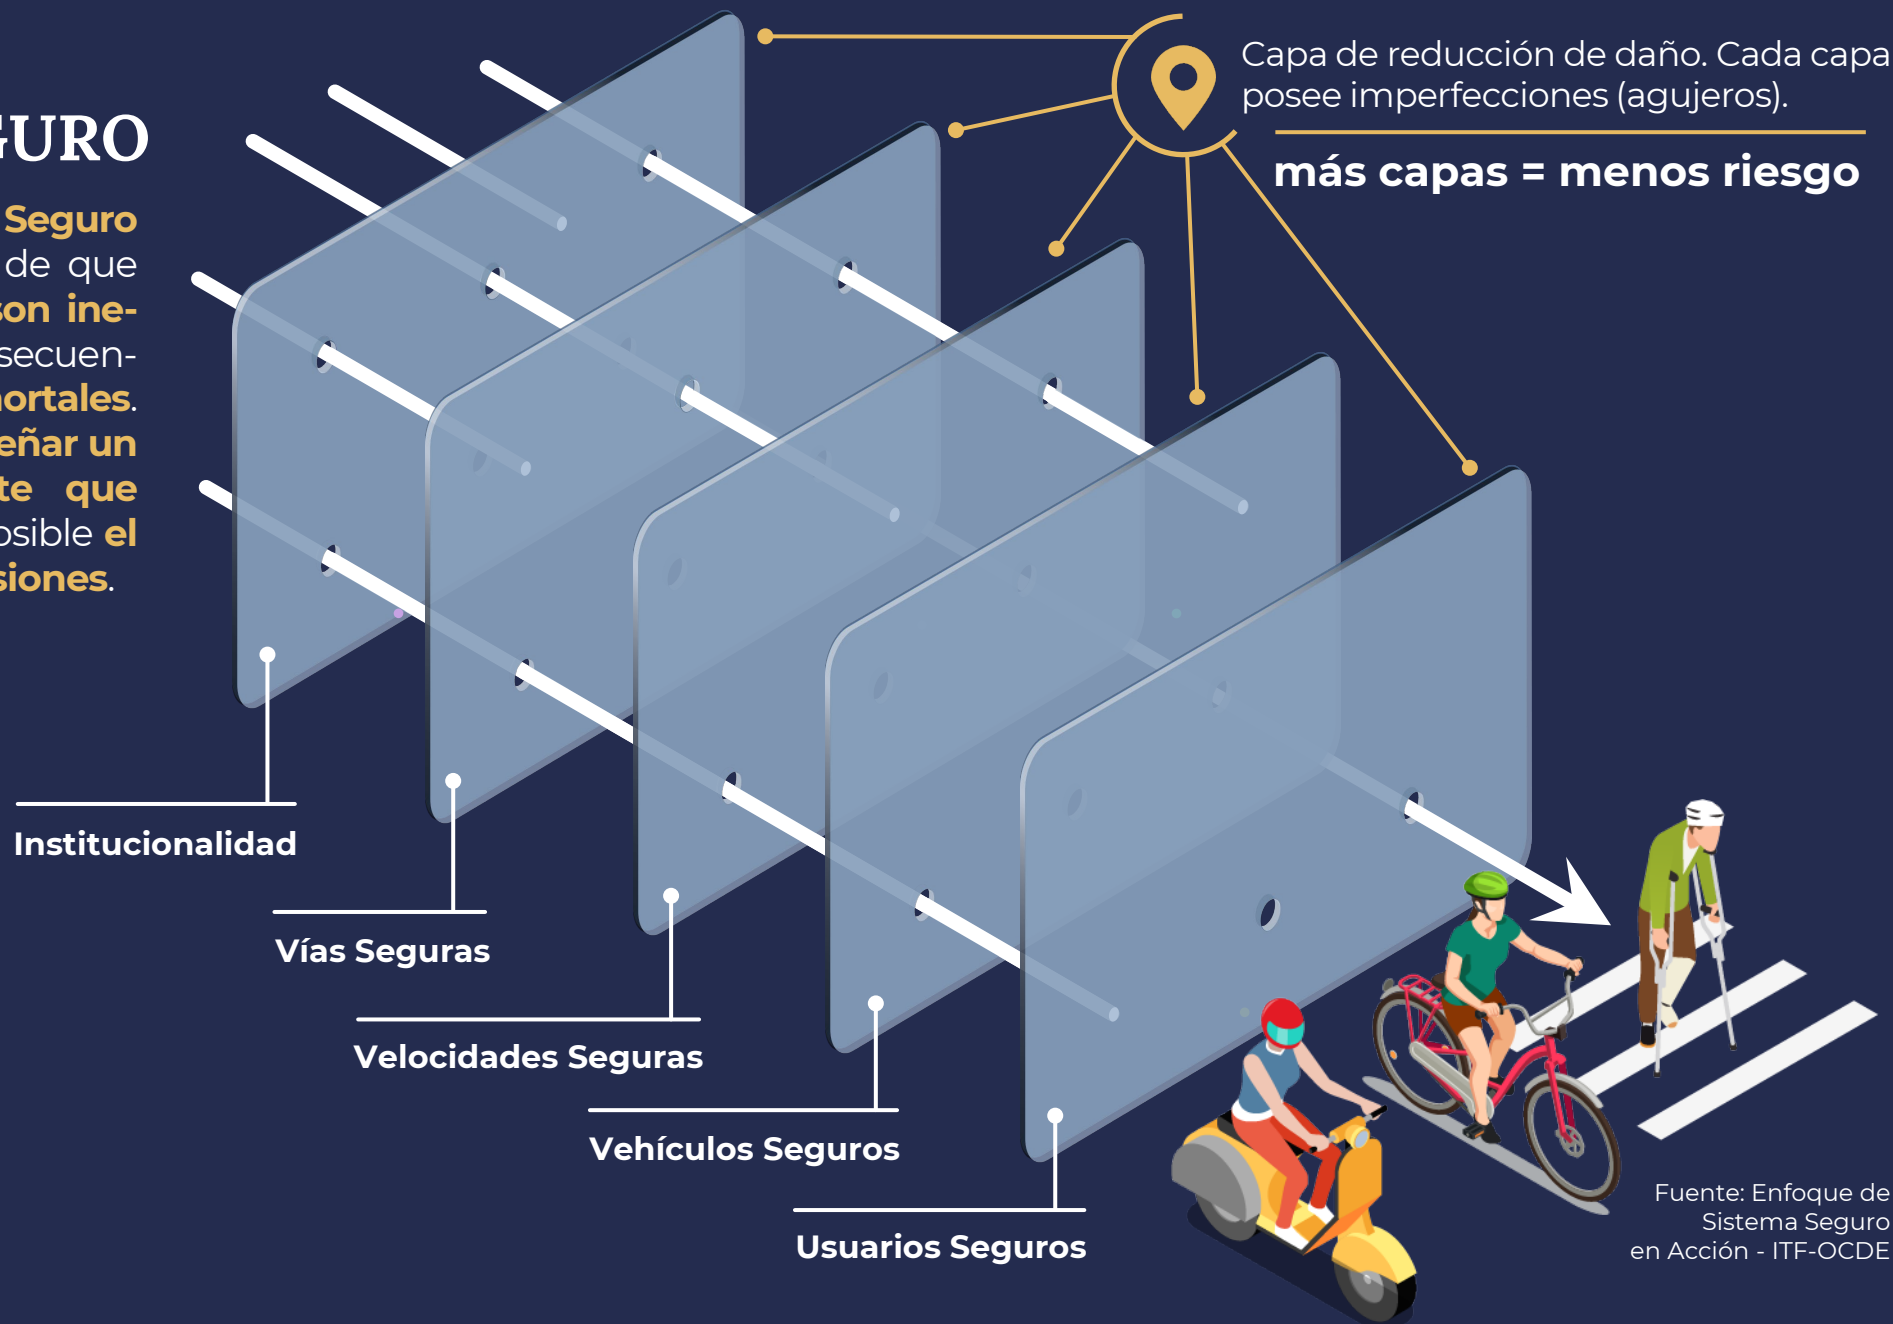 GURO
Seguro
de que
son ine-
secuen-
ortales.
eñar un
te que
osible el
siones.
Capa de reducción de daño. Cada capa
posee imperfecciones (agujeros).
más capas = menos riesgo
Institucionalidad
Vías Seguras
Velocidades Seguras
Vehículos Seguros
Usuarios Seguros
Fuente: Enfoque de
Sistema Seguro
en Acción - ITF-OCDE